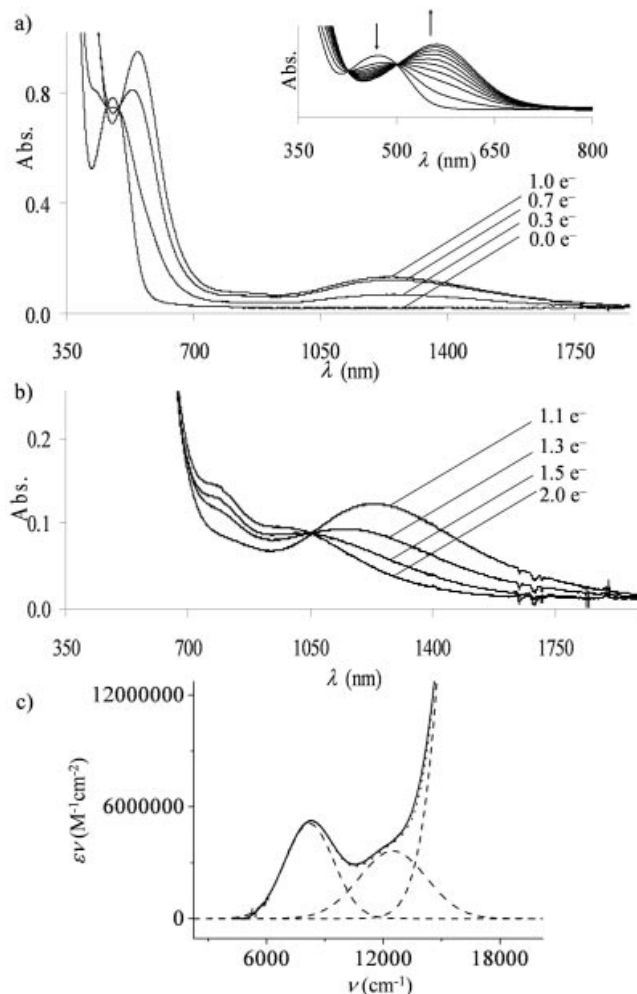 a)
Abs.
0.8
0.4
0.0
350 700 1050 1400 1750
λ (nm)
Abs.
350 500 650 800
λ (nm)
1.0 e⁻
0.7 e⁻
0.3 e⁻
0.0 e⁻
b)
Abs.
0.2
0.1
0.0
350 700 1050 1400 1750
λ (nm)
1.1 e⁻
1.3 e⁻
1.5 e⁻
2.0 e⁻
c)
εν (M⁻¹cm⁻²)
12000000
6000000
0
6000 12000 18000
ν (cm⁻¹)